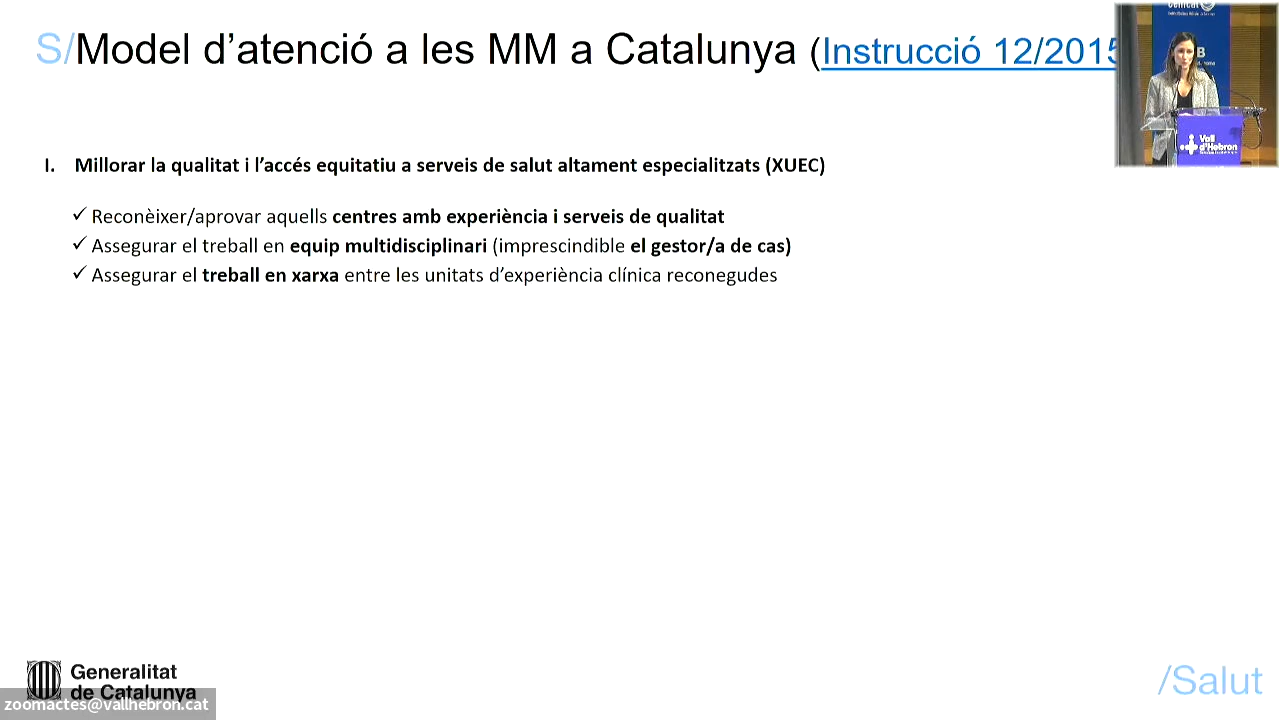 S/Model d'atenció a les MM a Catalunya (Instrucció 12/2015
I. Millorar la qualitat i l'accés equitatiu a serveis de salut altament especialitzats (XUEC)
✓ Reconèixer/aprovar aquells centres amb experiència i serveis de qualitat
✓ Assegurar el treball en equip multidisciplinari (imprescindible el gestor/a de cas)
✓ Assegurar el treball en xarxa entre les unitats d'experiència clínica reconegudes
Vall
d'Hebron
Generalitat
de Catalunya
zoomactes@vallhebron.cat
/Salut